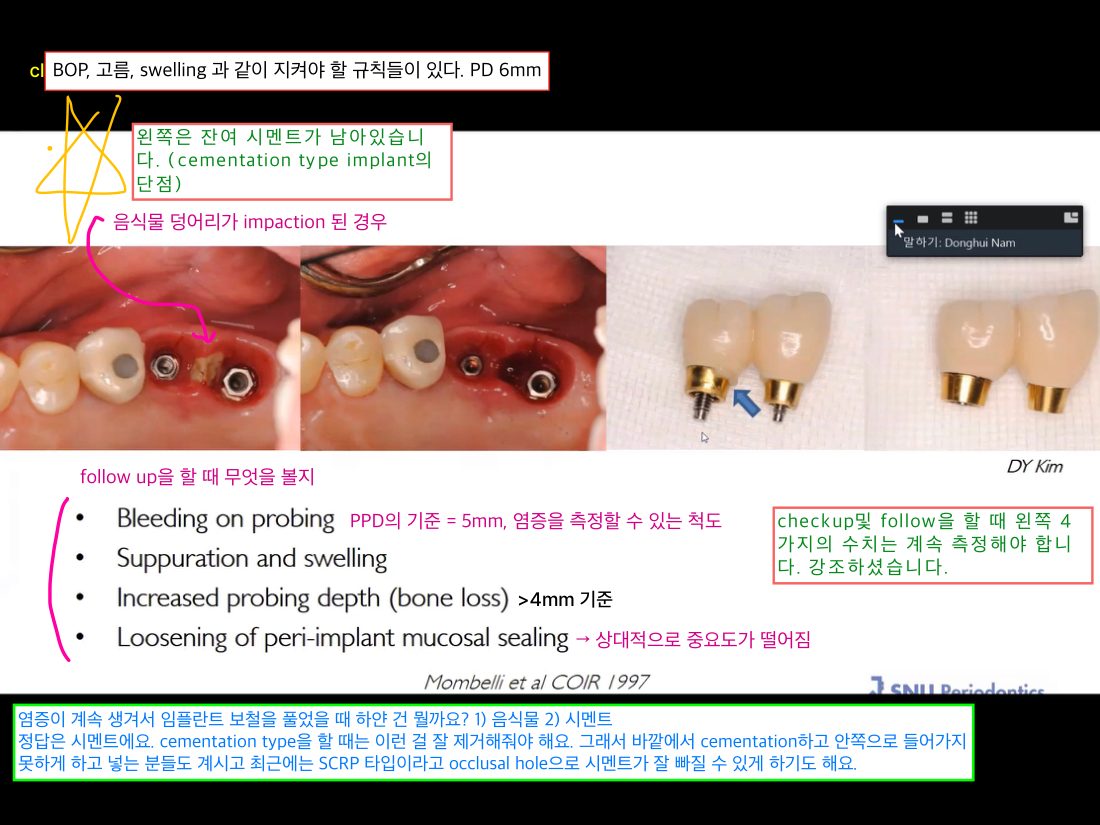 cl
BOP, 고름, swelling 과 같이 지켜야 할 규칙들이 있다. PD 6mm
왼쪽은 잔여 시멘트가 남아있습니
다. (cementation type implant의
단점)
음식물 덩어리가 impaction 된 경우
말하기: Donghui Nam
DY Kim
follow up을 할 때 무엇을 볼지
• Bleeding on probing PPD의 기준 = 5mm, 염증을 측정할 수 있는 척도
• Suppuration and swelling
• Increased probing depth (bone loss) >4mm 기준
• Loosening of peri-implant mucosal sealing → 상대적으로 중요도가 떨어짐
checkup및 follow을 할 때 왼쪽 4
가지의 수치는 계속 측정해야 합니
다. 강조하셨습니다.
Mombelli et al COIR 1997
SNU Periodontics
염증이 계속 생겨서 임플란트 보철을 풀었을 때 하얀 건 뭘까요? 1) 음식물 2) 시멘트
정답은 시멘트에요. cementation type을 할 때는 이런 걸 잘 제거해줘야 해요. 그래서 바깥에서 cementation하고 안쪽으로 들어가지
못하게 하고 넣는 분들도 계시고 최근에는 SCRP 타입이라고 occlusal hole으로 시멘트가 잘 빠질 수 있게 하기도 해요.